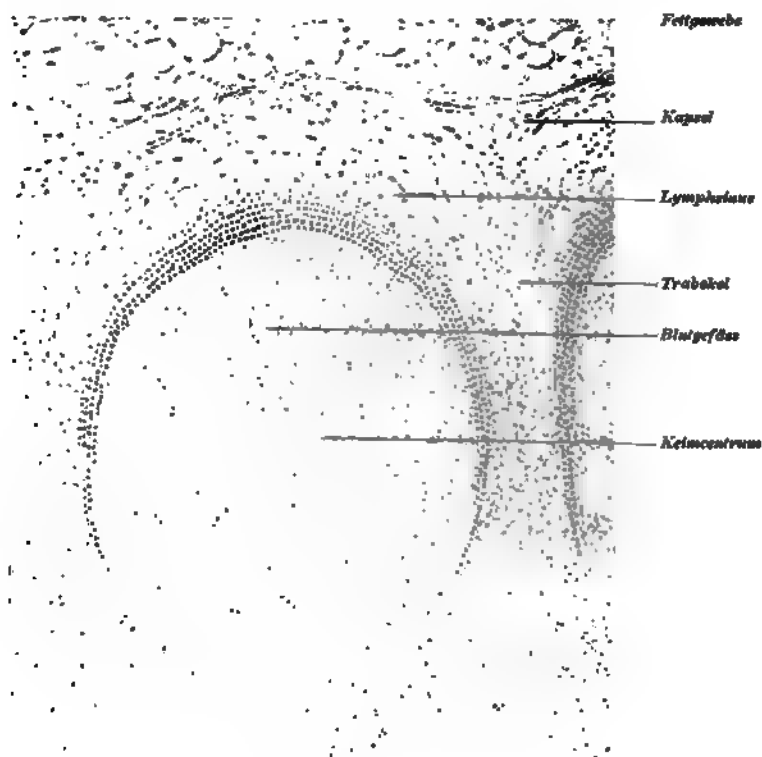 Fettgewebe
Kapsel
Lymphsinus
Trabekel
Blutgefäss
Keimcentrum